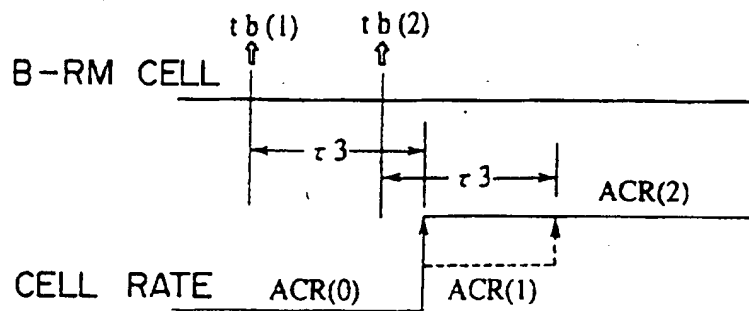 t b (1) t b (2)
B-RM CELL
τ 3
τ 3
ACR(2)
CELL RATE ACR(0) ACR(1)